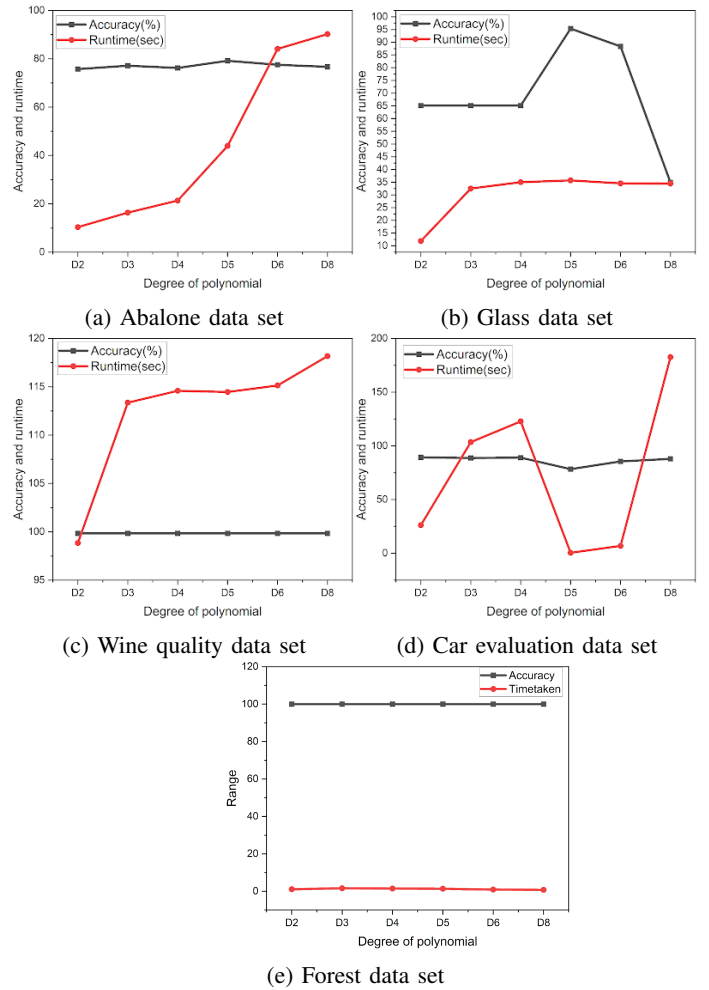 100
80
60
40
20
0
Accuracy and runtime
Accuracy(%)
Runtime(sec)
D2 D3 D4 D5 D6 D8
Degree of polynomial
(a) Abalone data set
100
95
90
85
80
75
70
65
60
55
50
45
40
35
30
25
20
15
10
Accuracy and runtime
Accuracy(%)
Runtime(sec)
D2 D3 D4 D5 D6 D8
Degree of polynomial
(b) Glass data set
120
115
110
105
100
95
Accuracy and runtime
Accuracy(%)
Runtime(sec)
D2 D3 D4 D5 D6 D8
Degree of polynomial
(c) Wine quality data set
200
150
100
50
0
Accuracy and runtime
Accuracy(%)
Runtime(sec)
D2 D3 D4 D5 D6 D8
Degree of polynomial
(d) Car evaluation data set
120
100
80
60
40
20
0
Range
Accuracy
Timetaken
D2 D3 D4 D5 D6 D8
Degree of polynomial
(e) Forest data set